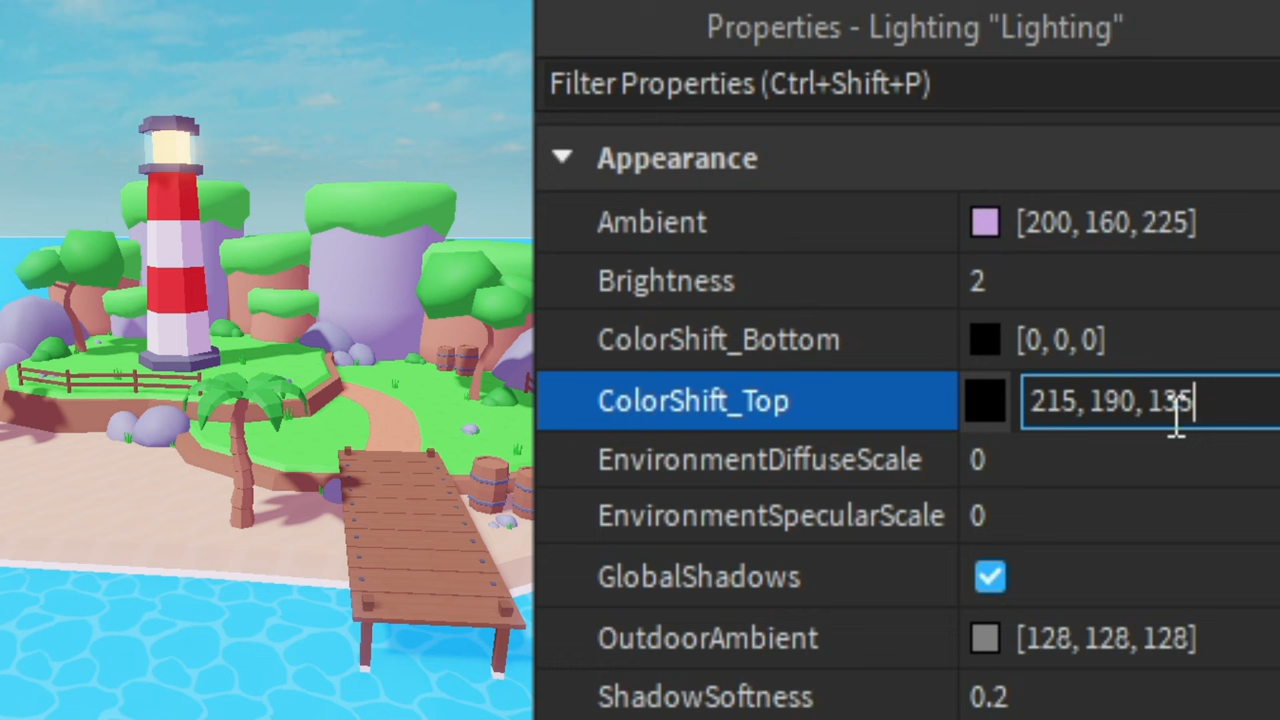 Properties - Lighting "Lighting"
Filter Properties (Ctrl+Shift+P)
Appearance
Ambient [200, 160, 225]
Brightness 2
ColorShift_Bottom [0, 0, 0]
ColorShift_Top 215, 190, 135
EnvironmentDiffuseScale 0
EnvironmentSpecularScale 0
GlobalShadows
OutdoorAmbient [128, 128, 128]
ShadowSoftness 0.2